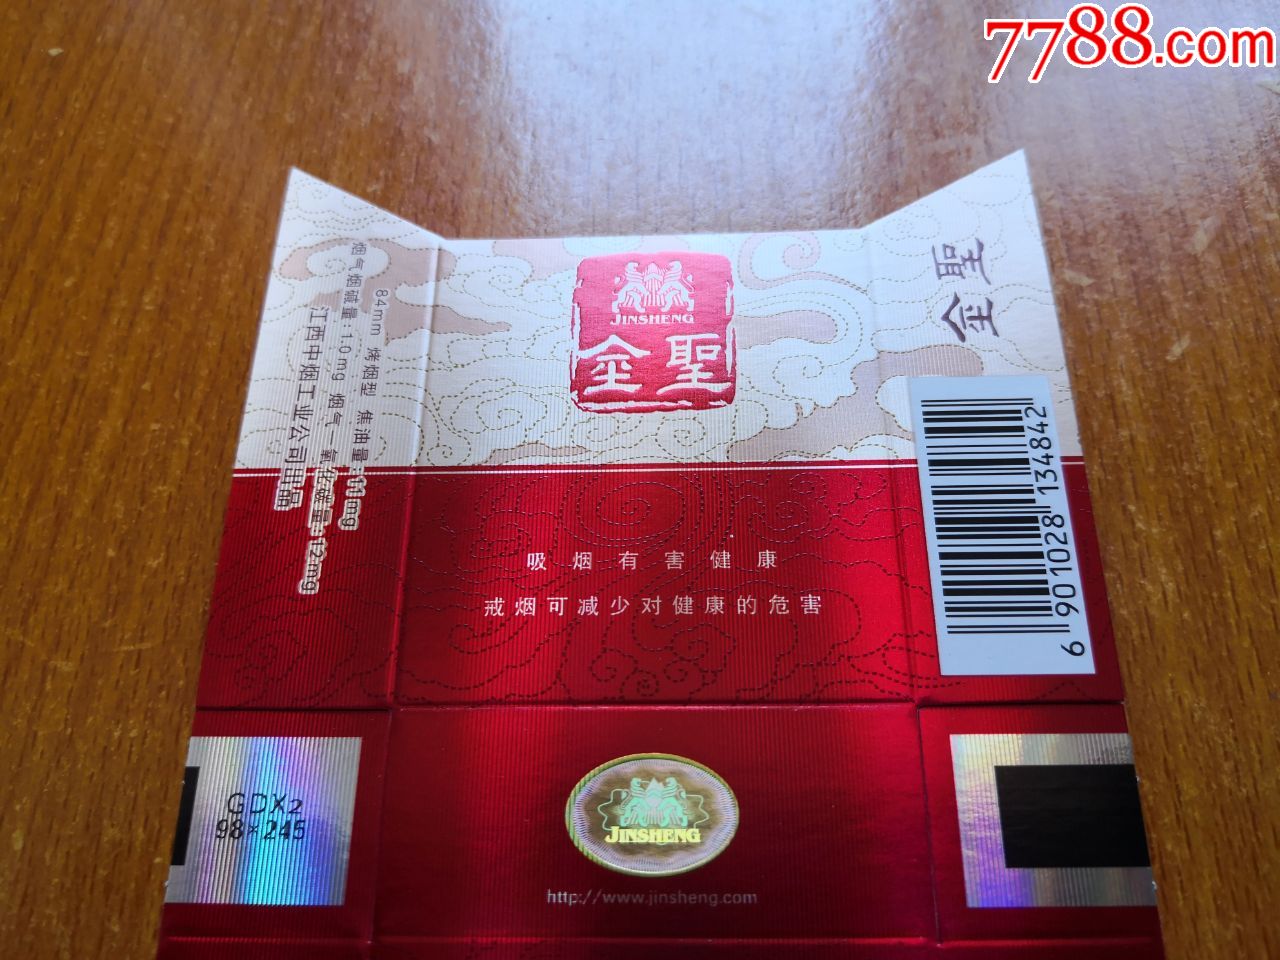 7788.com
JINSHENG
金聖
金聖
84mm 烤烟型 焦油量:11mg
烟气烟碱量:1.0mg 烟气一氧化碳量:12mg
江西中烟工业公司出品
6 901028 134842
吸烟有害健康
戒烟可减少对健康的危害
GDX2
98*245
JINSHENG
http://www.jinsheng.com